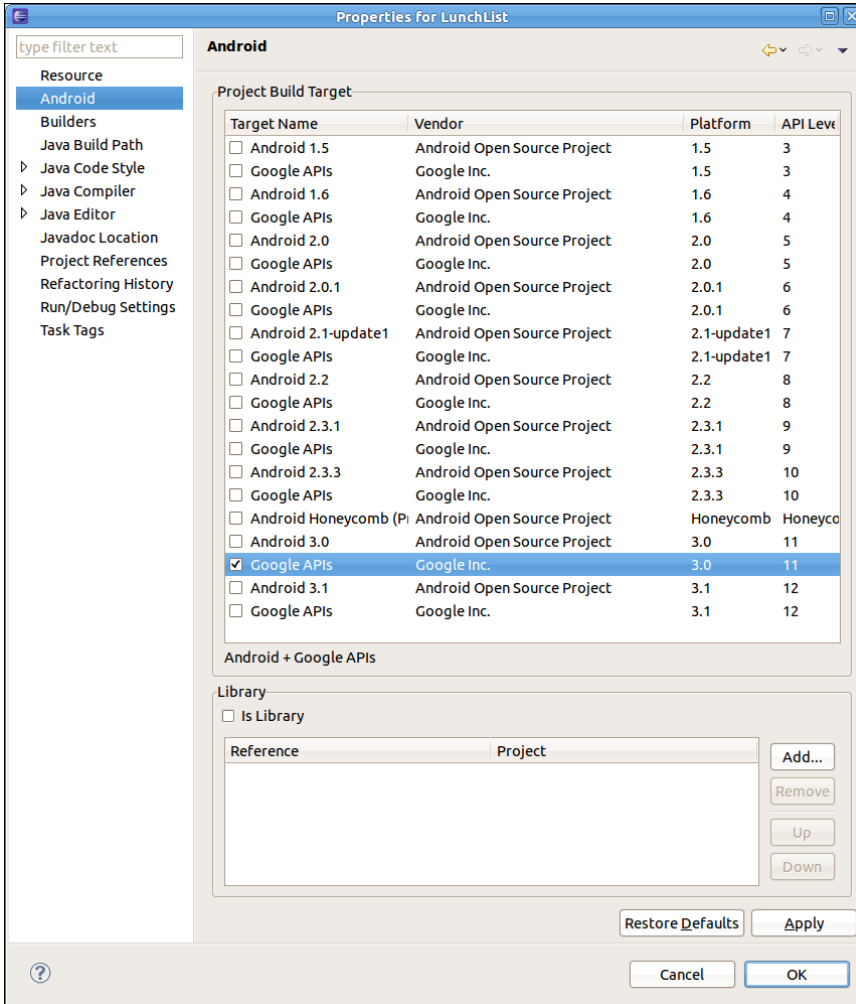 Properties for LunchList
type filter text
Resource
Android
Builders
Java Build Path
Java Code Style
Java Compiler
Java Editor
Javadoc Location
Project References
Refactoring History
Run/Debug Settings
Task Tags
Android
Project Build Target
Target Name Vendor Platform API Leve
Android 1.5 Android Open Source Project 1.5 3
Google APIs Google Inc. 1.5 3
Android 1.6 Android Open Source Project 1.6 4
Google APIs Google Inc. 1.6 4
Android 2.0 Android Open Source Project 2.0 5
Google APIs Google Inc. 2.0 5
Android 2.0.1 Android Open Source Project 2.0.1 6
Google APIs Google Inc. 2.0.1 6
Android 2.1-update1 Android Open Source Project 2.1-update1 7
Google APIs Google Inc. 2.1-update1 7
Android 2.2 Android Open Source Project 2.2 8
Google APIs Google Inc. 2.2 8
Android 2.3.1 Android Open Source Project 2.3.1 9
Google APIs Google Inc. 2.3.1 9
Android 2.3.3 Android Open Source Project 2.3.3 10
Google APIs Google Inc. 2.3.3 10
Android Honeycomb (Pr Android Open Source Project Honeycomb Honeyco
Android 3.0 Android Open Source Project 3.0 11
Google APIs Google Inc. 3.0 11
Android 3.1 Android Open Source Project 3.1 12
Google APIs Google Inc. 3.1 12
Android + Google APIs
Library
Is Library
Reference Project
Add...
Remove
Up
Down
Restore Defaults Apply
? Cancel OK